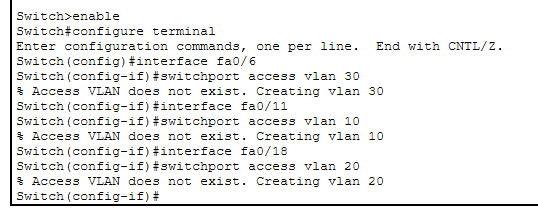 Switch>enable
Switch#configure terminal
Enter configuration commands, one per line.  End with CNTL/Z.
Switch(config)#interface fa0/6
Switch(config-if)#switchport access vlan 30
% Access VLAN does not exist. Creating vlan 30
Switch(config-if)#interface fa0/11
Switch(config-if)#switchport access vlan 10
% Access VLAN does not exist. Creating vlan 10
Switch(config-if)#interface fa0/18
Switch(config-if)#switchport access vlan 20
% Access VLAN does not exist. Creating vlan 20
Switch(config-if)#